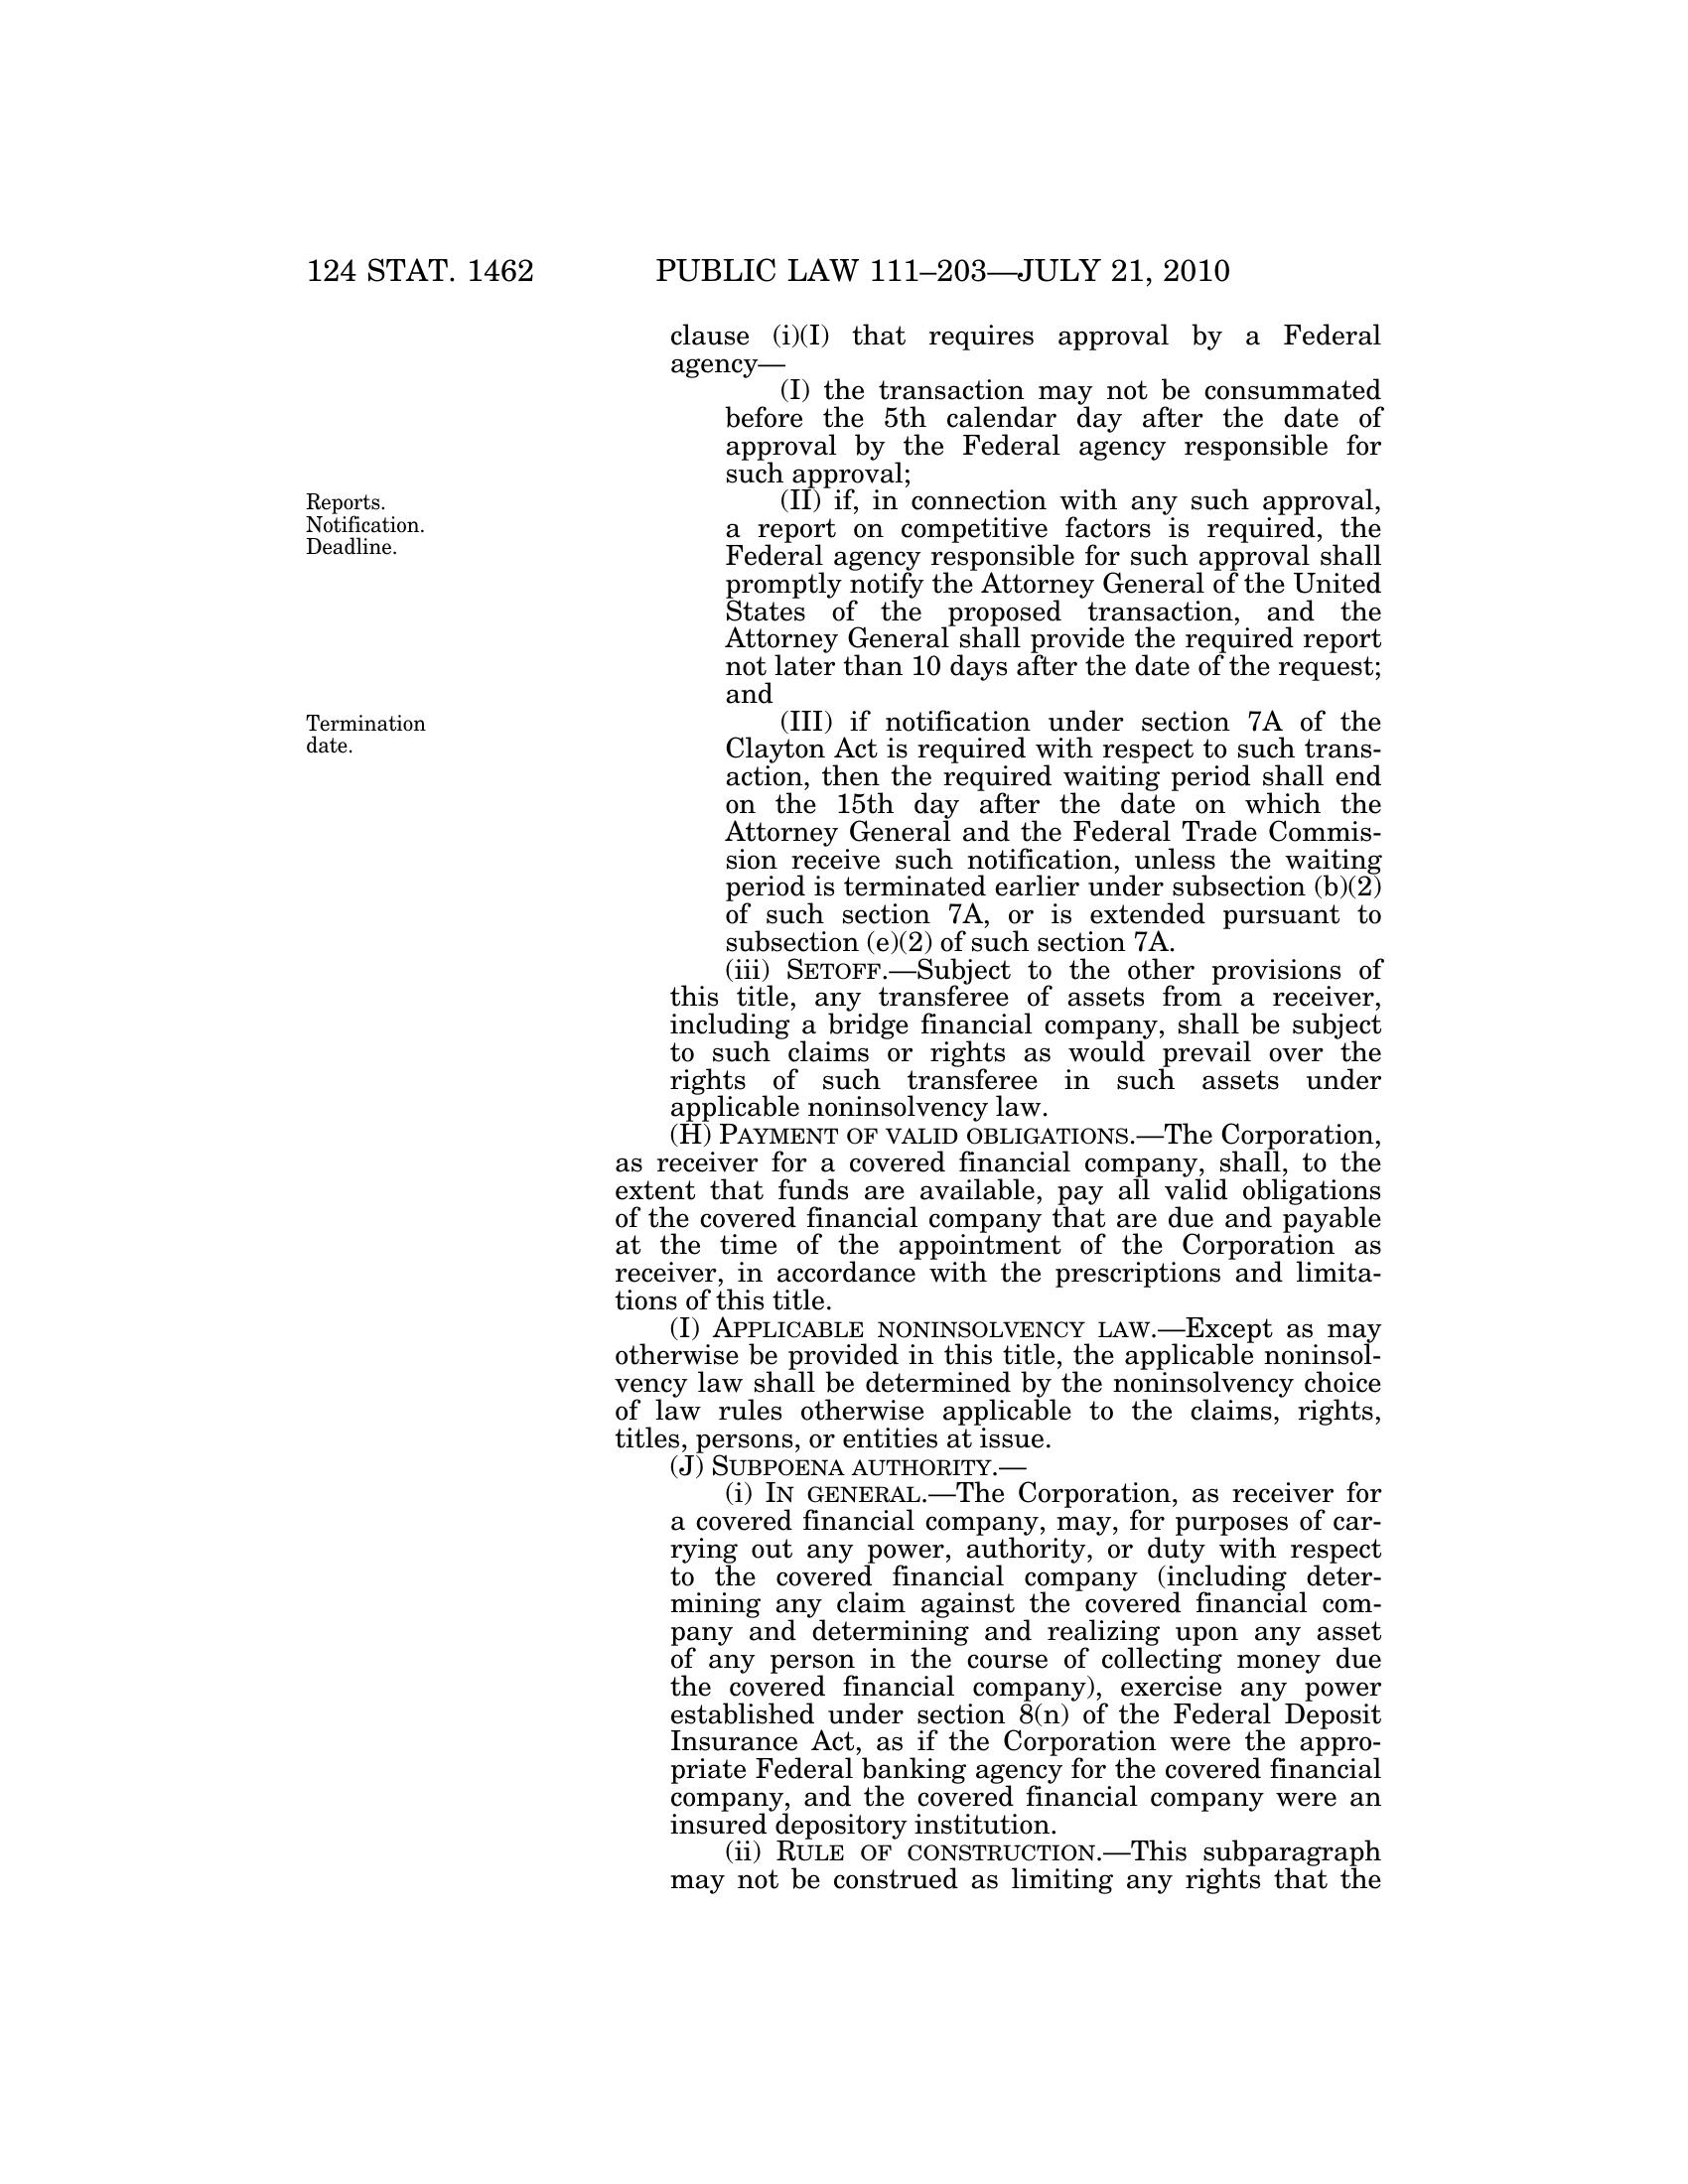 124 STAT. 1462 PUBLIC LAW 111–203—JULY 21, 2010
clause (i)(I) that requires approval by a Federal
agency—
(I) the transaction may not be consummated
before the 5th calendar day after the date of
approval by the Federal agency responsible for
such approval;
Reports.
Notification.
Deadline.
(II) if, in connection with any such approval,
a report on competitive factors is required, the
Federal agency responsible for such approval shall
promptly notify the Attorney General of the United
States of the proposed transaction, and the
Attorney General shall provide the required report
not later than 10 days after the date of the request;
and
Termination
date.
(III) if notification under section 7A of the
Clayton Act is required with respect to such trans-
action, then the required waiting period shall end
on the 15th day after the date on which the
Attorney General and the Federal Trade Commis-
sion receive such notification, unless the waiting
period is terminated earlier under subsection (b)(2)
of such section 7A, or is extended pursuant to
subsection (e)(2) of such section 7A.
(iii) SETOFF.—Subject to the other provisions of
this title, any transferee of assets from a receiver,
including a bridge financial company, shall be subject
to such claims or rights as would prevail over the
rights of such transferee in such assets under
applicable noninsolvency law.
(H) PAYMENT OF VALID OBLIGATIONS.—The Corporation,
as receiver for a covered financial company, shall, to the
extent that funds are available, pay all valid obligations
of the covered financial company that are due and payable
at the time of the appointment of the Corporation as
receiver, in accordance with the prescriptions and limita-
tions of this title.
(I) APPLICABLE NONINSOLVENCY LAW.—Except as may
otherwise be provided in this title, the applicable noninsol-
vency law shall be determined by the noninsolvency choice
of law rules otherwise applicable to the claims, rights,
titles, persons, or entities at issue.
(J) SUBPOENA AUTHORITY.—
(i) IN GENERAL.—The Corporation, as receiver for
a covered financial company, may, for purposes of car-
rying out any power, authority, or duty with respect
to the covered financial company (including deter-
mining any claim against the covered financial com-
pany and determining and realizing upon any asset
of any person in the course of collecting money due
the covered financial company), exercise any power
established under section 8(n) of the Federal Deposit
Insurance Act, as if the Corporation were the appro-
priate Federal banking agency for the covered financial
company, and the covered financial company were an
insured depository institution.
(ii) RULE OF CONSTRUCTION.—This subparagraph
may not be construed as limiting any rights that the